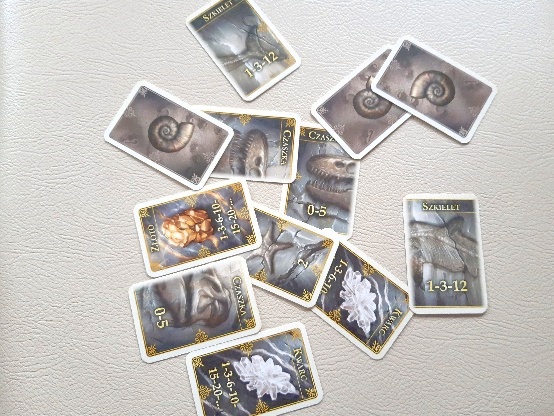 SZKIELET
1-3-12
CZASZKA
CZASZ
0-5
ZŁOTO
1-3-6-10-
15-20-...
2
SZKIELET
1-3-12
CZASZKA
0-5
1-3-6-10-
KWARC
KWARC
1-3-6-10-
15-20-...